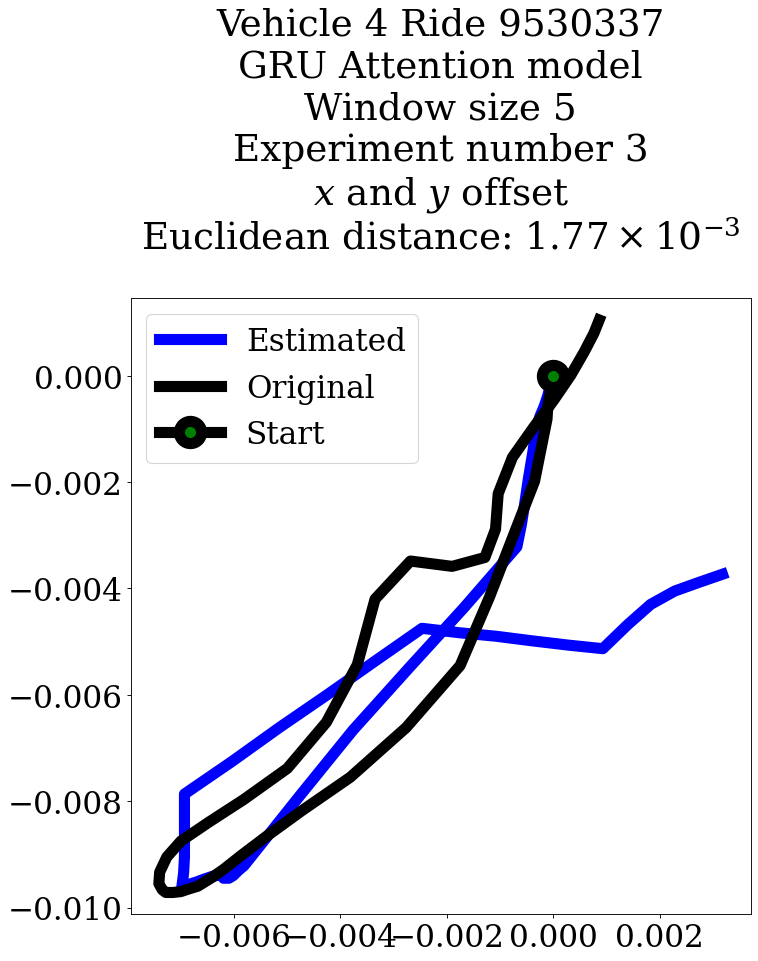 Vehicle 4 Ride 9530337
GRU Attention model
Window size 5
Experiment number 3
x and y offset
Euclidean distance: 1.77 × 10⁻³
Estimated
Original
Start
0.000
−0.002
−0.004
−0.006
−0.008
−0.010
−0.006 −0.004 −0.002 0.000 0.002